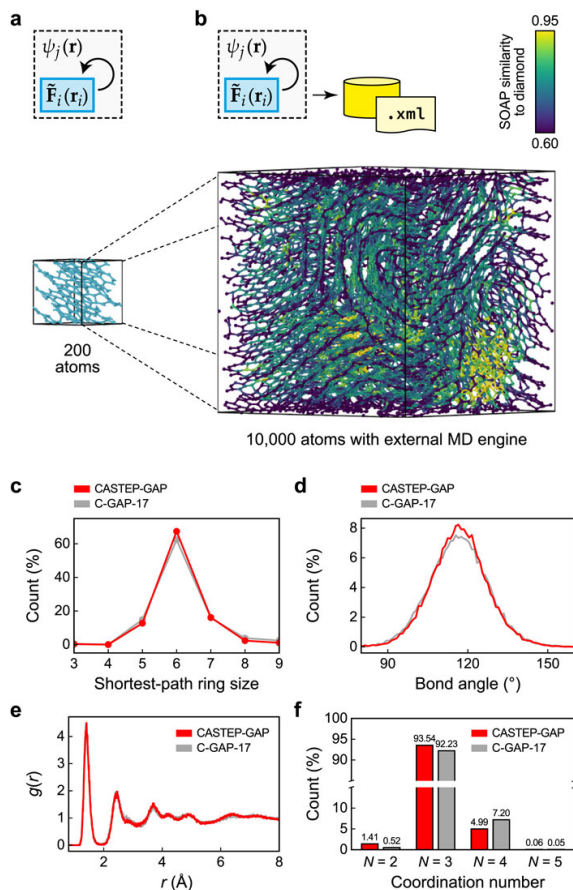 a
b
ψj(r)
F̃i(ri)
ψj(r)
F̃i(ri)
.xml
SOAP similarity
to diamond
0.95
0.60
200
atoms
10,000 atoms with external MD engine
c
CASTEP-GAP
C-GAP-17
Count (%)
60
40
20
0
3 4 5 6 7 8 9
Shortest-path ring size
d
CASTEP-GAP
C-GAP-17
Count (%)
8
6
4
2
0
90 120 150
Bond angle (°)
e
CASTEP-GAP
C-GAP-17
g(r)
4
2
0
2 4 6 8
r (Å)
f
CASTEP-GAP
C-GAP-17
Count (%)
100
95
90
10
5
0
1.41 0.52 93.54 92.23 4.99 7.20 0.06 0.05
N = 2 N = 3 N = 4 N = 5
Coordination number